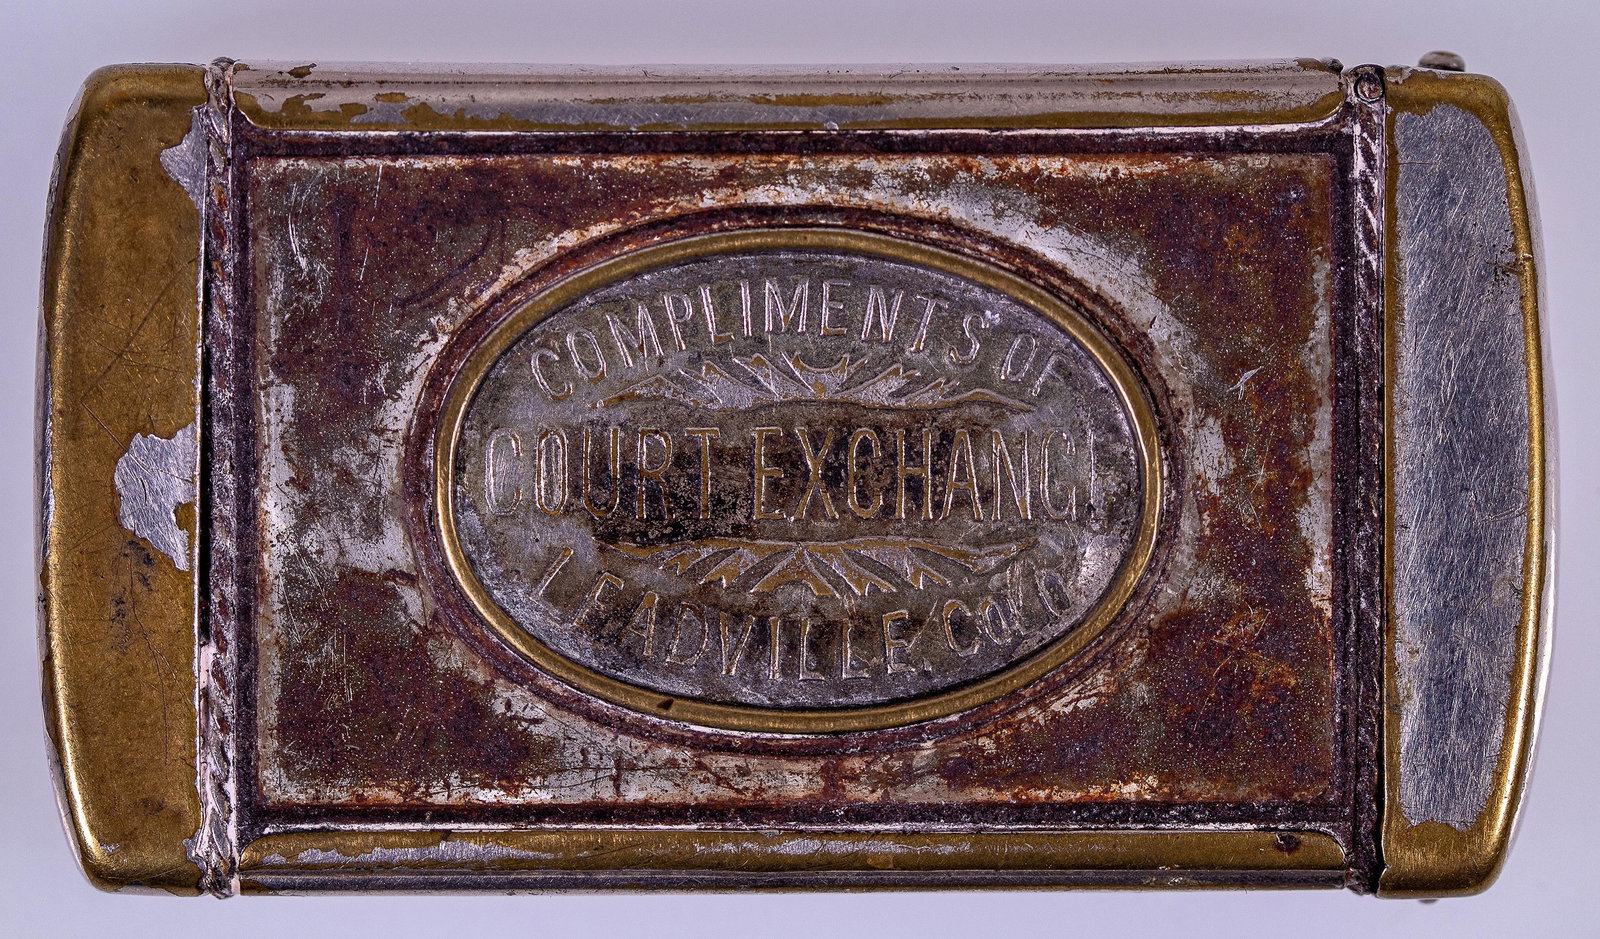 COMPLIMENTS OF
COURT EXCHANGE
LEADVILLE, COLO.